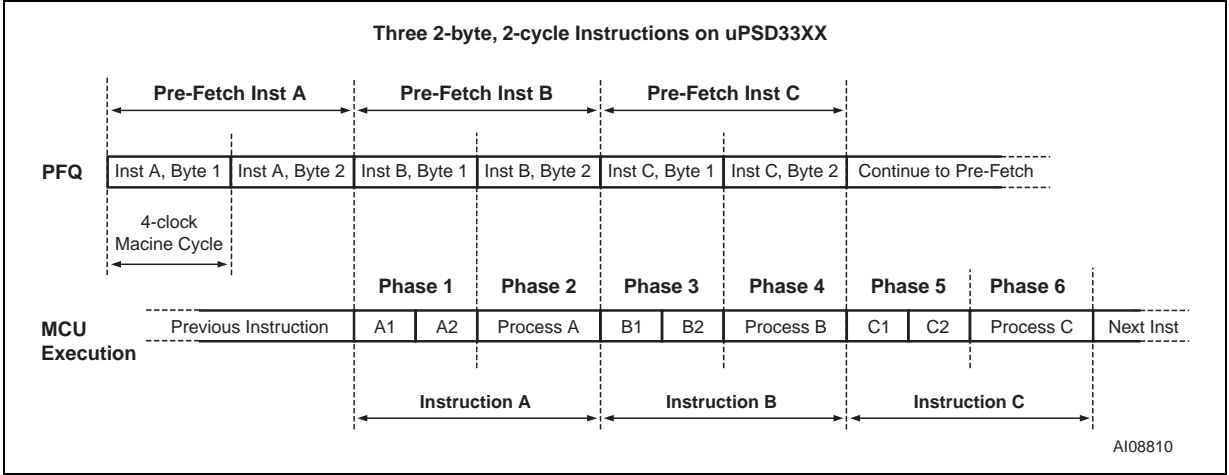 Three 2-byte, 2-cycle Instructions on uPSD33XX
Pre-Fetch Inst A Pre-Fetch Inst B Pre-Fetch Inst C
PFQ Inst A, Byte 1 Inst A, Byte 2 Inst B, Byte 1 Inst B, Byte 2 Inst C, Byte 1 Inst C, Byte 2 Continue to Pre-Fetch
4-clock
Macine Cycle
Phase 1 Phase 2 Phase 3 Phase 4 Phase 5 Phase 6
MCU Execution Previous Instruction A1 A2 Process A B1 B2 Process B C1 C2 Process C Next Inst
Instruction A Instruction B Instruction C
AI08810